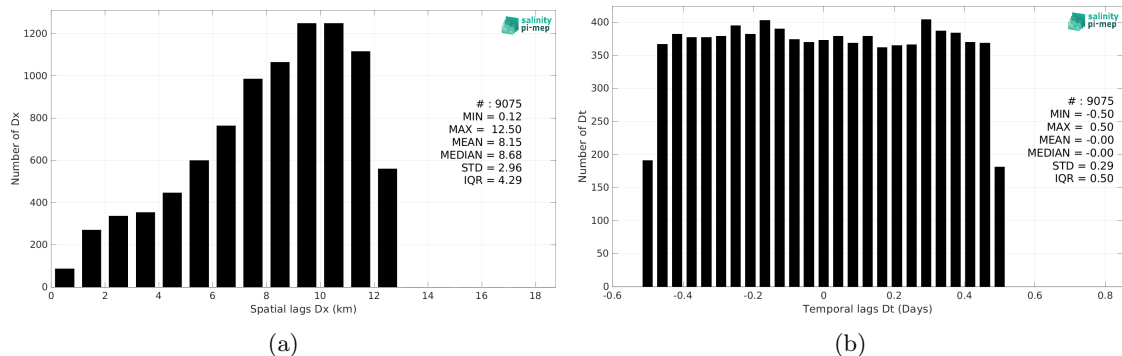 salinity
pi-mep
1200
1000
800
600
400
200
0
Number of Dx
# : 9075
MIN = 0.12
MAX = 12.50
MEAN = 8.15
MEDIAN = 8.68
STD = 2.96
IQR = 4.29
0 2 4 6 8 10 12 14 16 18
Spatial lags Dx (km)
(a)
salinity
pi-mep
400
350
300
250
200
150
100
50
0
Number of Dt
# : 9075
MIN = -0.50
MAX = 0.50
MEAN = -0.00
MEDIAN = -0.00
STD = 0.29
IQR = 0.50
-0.6 -0.4 -0.2 0 0.2 0.4 0.6 0.8
Temporal lags Dt (Days)
(b)